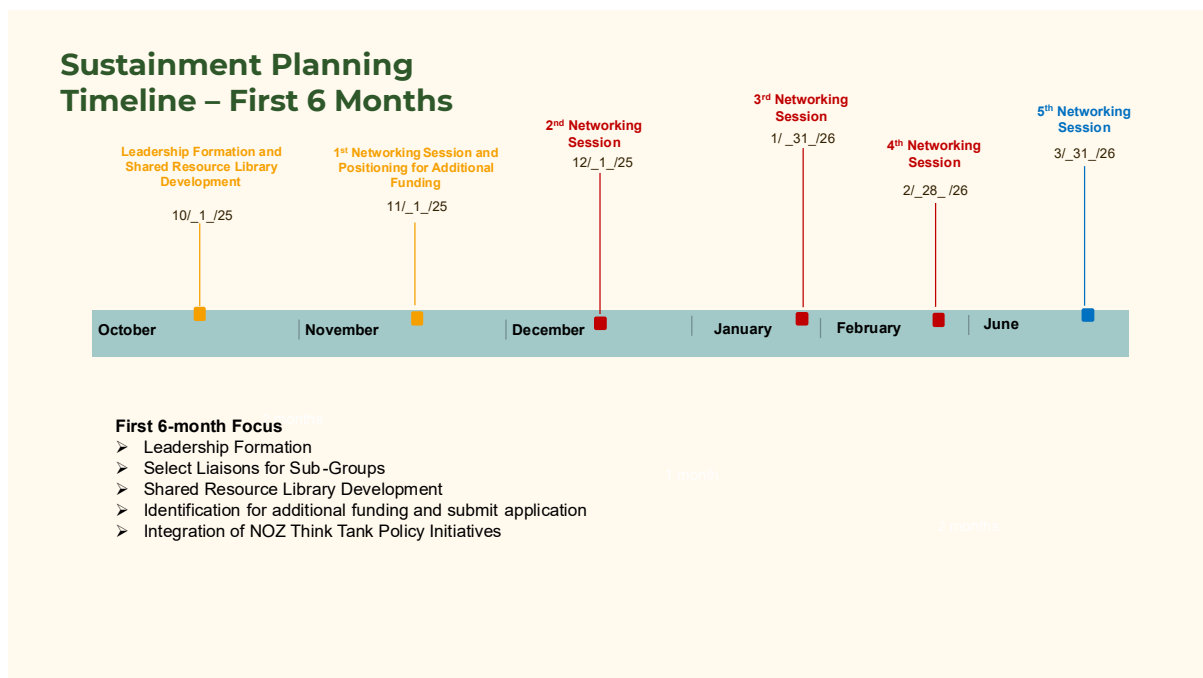 Sustainment Planning
Timeline – First 6 Months
Leadership Formation and
Shared Resource Library
Development
10/_1_/25
1st Networking Session and
Positioning for Additional
Funding
11/_1_/25
2nd Networking
Session
12/_1_/25
3rd Networking
Session
1/ _31_/26
4th Networking
Session
2/_28_ /26
5th Networking
Session
3/_31_/26
October
November
December
January
February
June
First 6-month Focus
➢ Leadership Formation
➢ Select Liaisons for Sub-Groups
➢ Shared Resource Library Development
➢ Identification for additional funding and submit application
➢ Integration of NOZ Think Tank Policy Initiatives